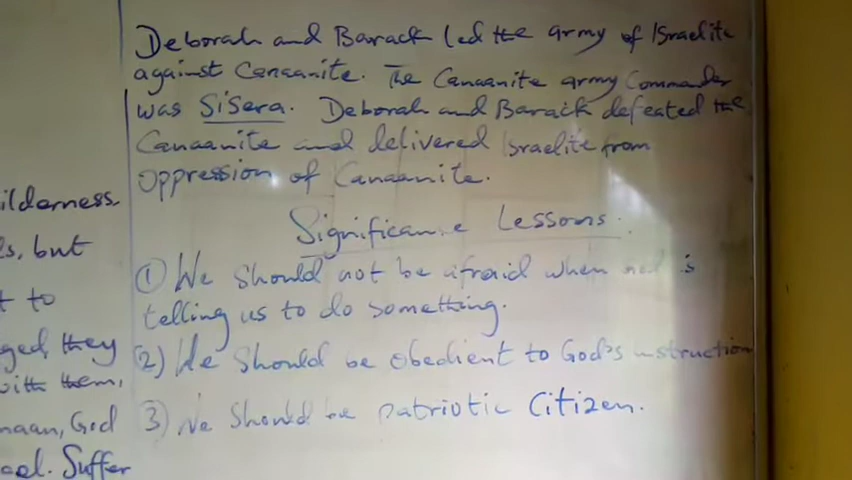 ilderness.
s, but
t to
ged, they
with them,
naan, God
ael. Suffer
Deborah and Barack led the army of Israelite
against Canaanite. The Canaanite army Commander
was Sisera. Deborah and Barack defeated the
Canaanite and delivered Israelite from
Oppression of Canaanite.
Significance Lessons.
① We should not be afraid when is
telling us to do something.
(2) We should be obedient to God's instruction
3) We should be patriotic Citizen.